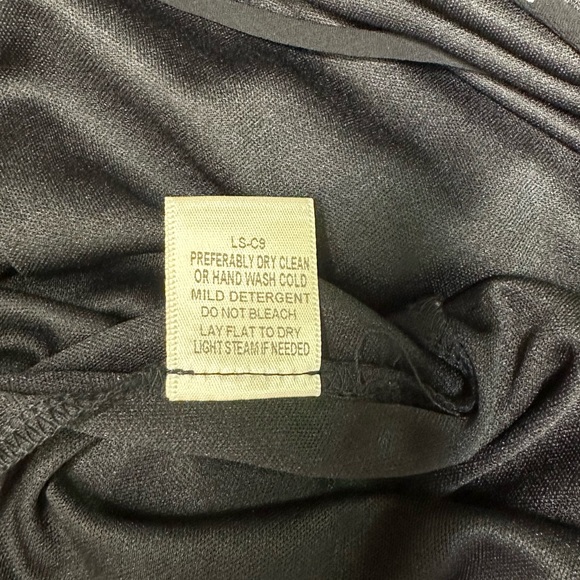 LS-C9
PREFERABLY DRY CLEAN
OR HAND WASH COLD
MILD DETERGENT
DO NOT BLEACH
LAY FLAT TO DRY
LIGHT STEAM IF NEEDED